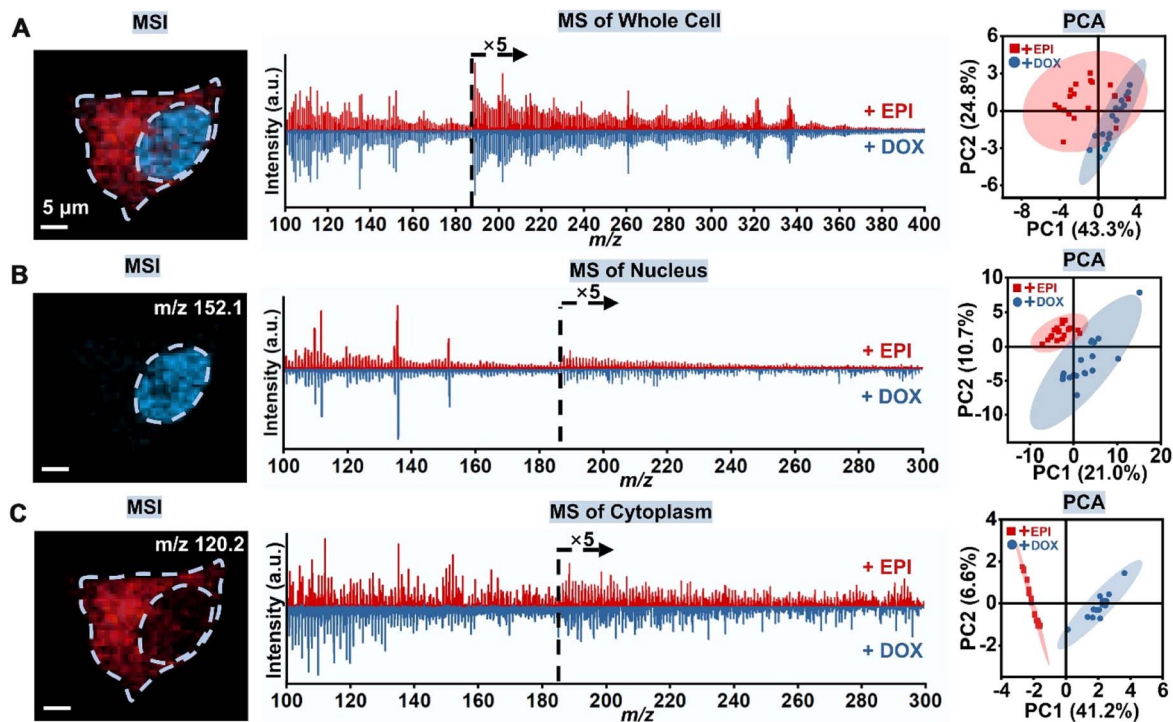 A
MSI
5 µm
MS of Whole Cell
Intensity (a.u.)
×5
+ EPI
+ DOX
100 120 140 160 180 200 220 240 260 280 300 320 340 360 380 400
m/z
PCA
+EPI
+DOX
PC2 (24.8%)
6
3
0
-3
-6
-8 -4 0 4
PC1 (43.3%)
B
MSI
m/z 152.1
MS of Nucleus
Intensity (a.u.)
×5
+ EPI
+ DOX
100 120 140 160 180 200 220 240 260 280 300
m/z
PCA
+EPI
+DOX
PC2 (10.7%)
10
5
0
-5
-10
-10 0 10 20
PC1 (21.0%)
C
MSI
m/z 120.2
MS of Cytoplasm
Intensity (a.u.)
×5
+ EPI
+ DOX
100 120 140 160 180 200 220 240 260 280 300
m/z
PCA
+EPI
+DOX
PC2 (6.6%)
4
2
0
-2
-4 -2 0 2 4 6
PC1 (41.2%)